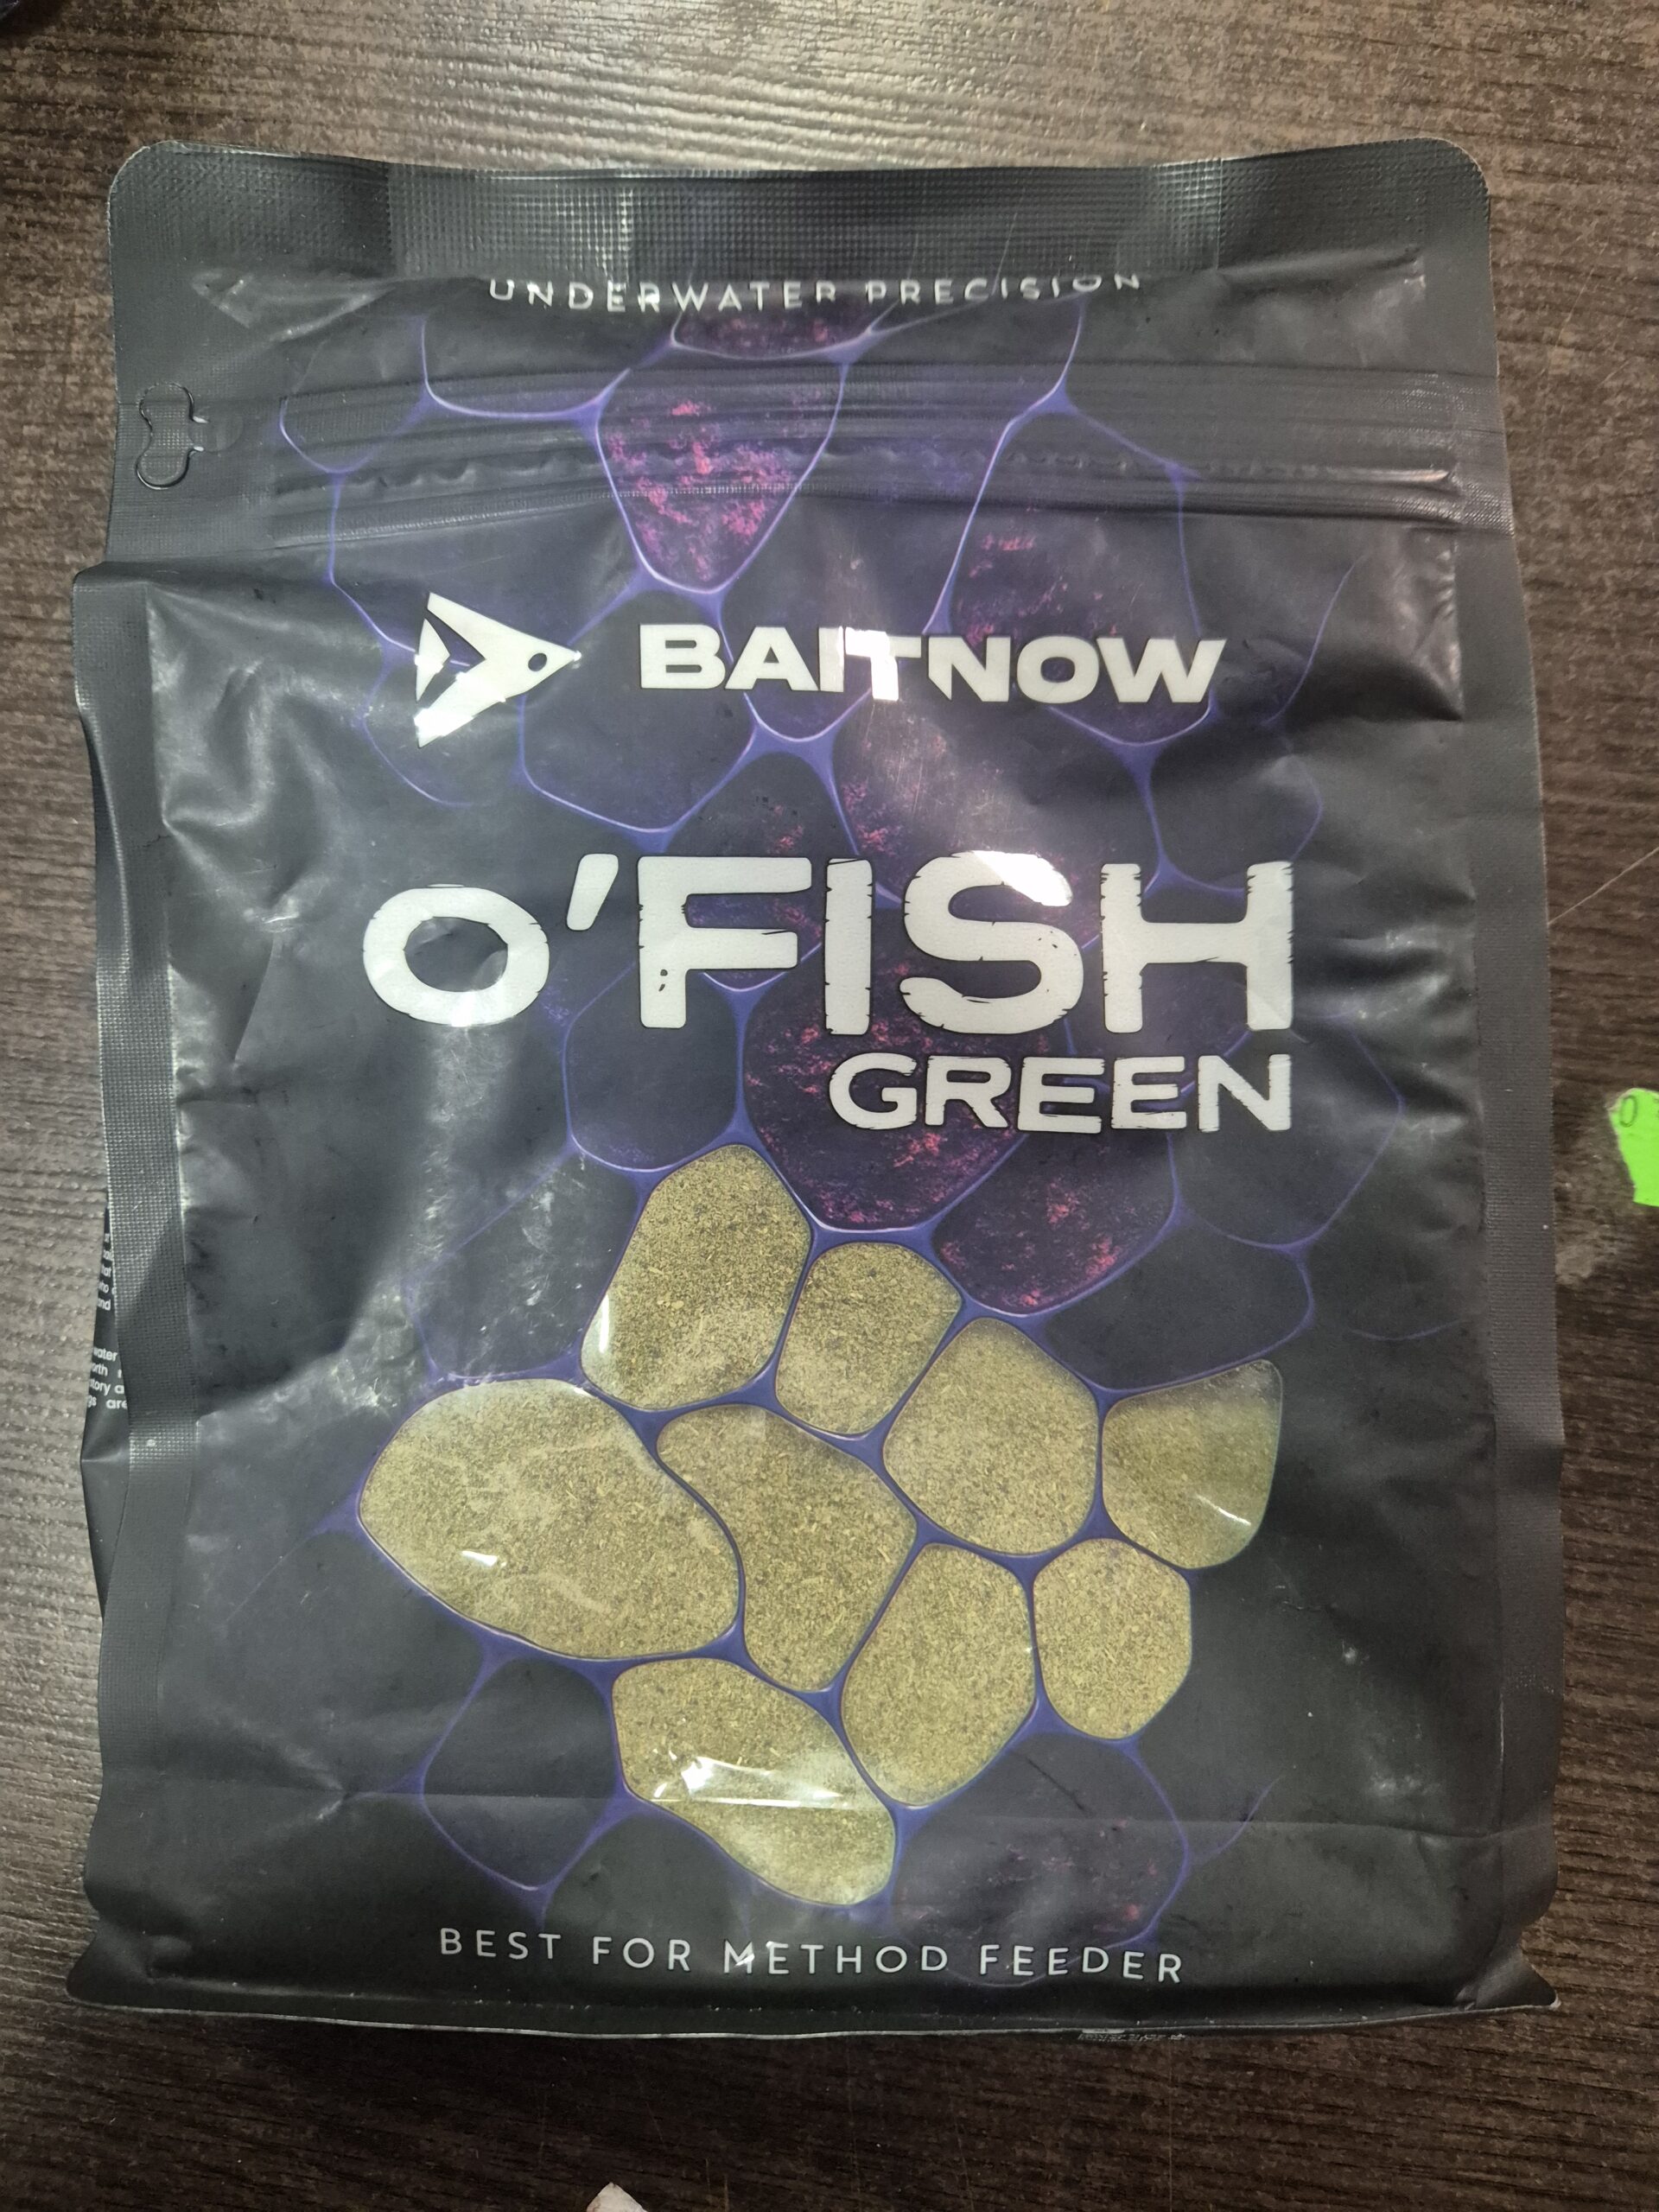 UNDERWATER PRECISION
BAITNOW
O'FISH
GREEN
BEST FOR METHOD FEEDER